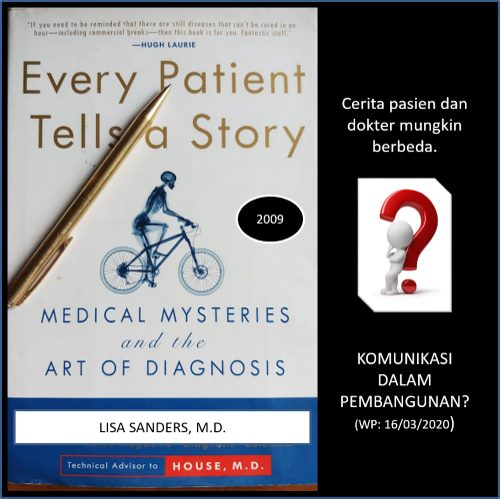 "If you need to be reminded that there are still diseases that can't be cured in an
hour—including commercial breaks—then this book is for you. Fantastic stuff."
—HUGH LAURIE
Every Patient
Tells a Story
2009
MEDICAL MYSTERIES
and the
ART OF DIAGNOSIS
LISA SANDERS, M.D.
Technical Advisor to HOUSE, M.D.
Cerita pasien dan
dokter mungkin
berbeda.
?
KOMUNIKASI
DALAM
PEMBANGUNAN?
(WP: 16/03/2020)